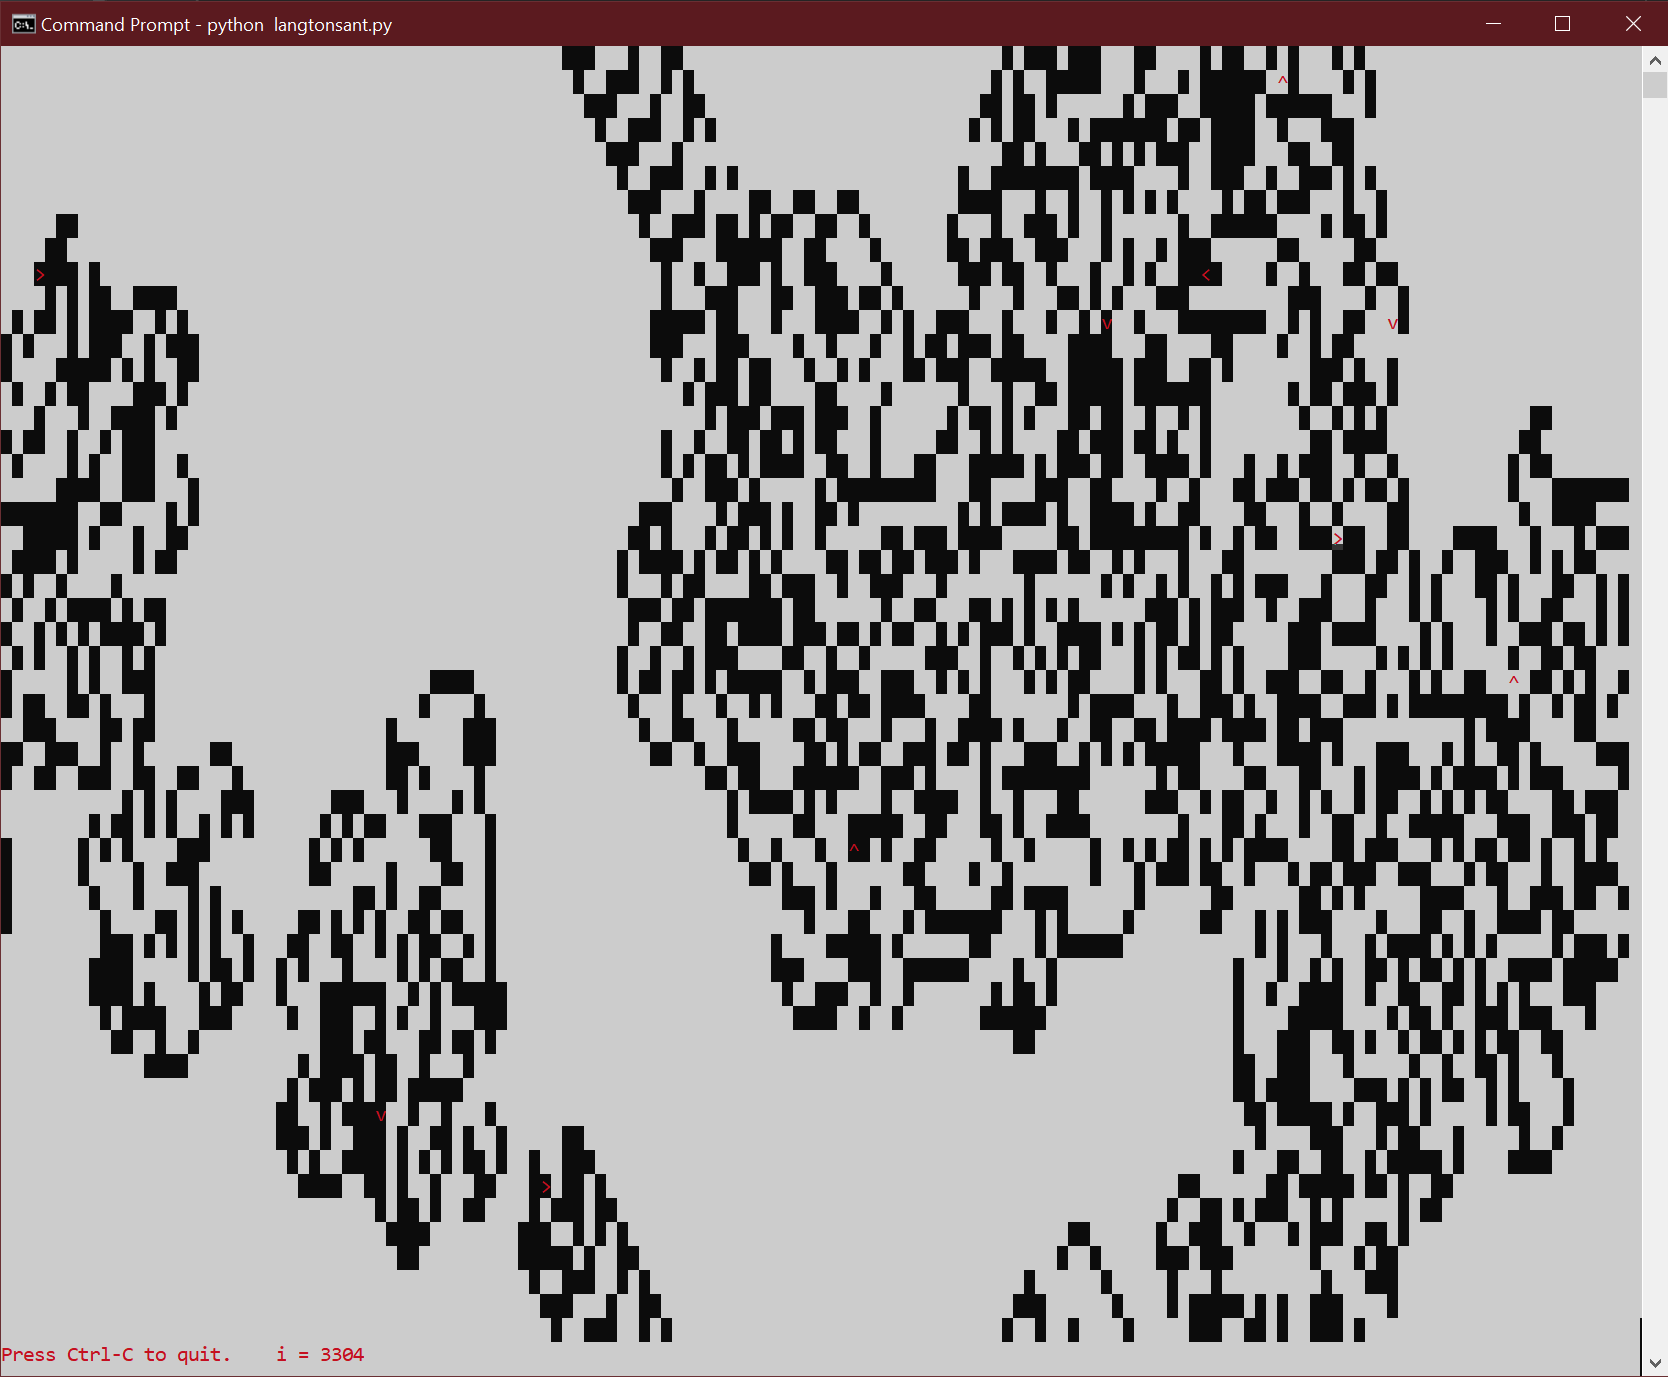 Command Prompt - python  langtonsant.py
^
>
<
v
v
>
^
^
v
>
Press Ctrl-C to quit.    i = 3304